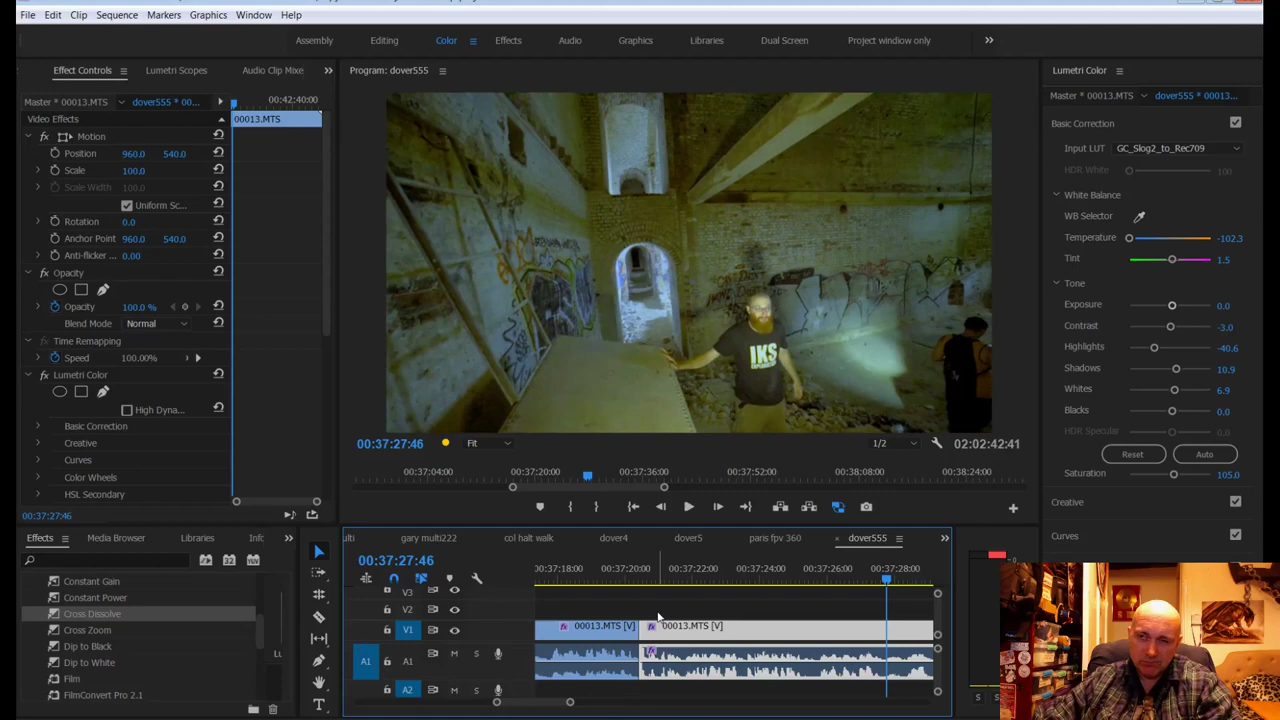 File Edit Clip Sequence Markers Graphics Window Help
Assembly Editing Color Effects Audio Graphics Libraries Dual Screen Project window only
Effect Controls Lumetri Scopes Audio Clip Mixe
Program: dover555
Lumetri Color
Master * 00013.MTS dover555 * 00... 00:42:40:00
Video Effects 00013.MTS
Motion
Position 960.0 540.0
Scale 100.0
Scale Width 100.0
Uniform Sc...
Rotation 0.0
Anchor Point 960.0 540.0
Anti-flicker ... 0.00
Opacity
Opacity 100.0 %
Blend Mode Normal
Time Remapping
Speed 100.00%
Lumetri Color
High Dyna...
Basic Correction
Creative
Curves
Color Wheels
HSL Secondary
00:37:27:46
IKS
00:37:27:46 Fit 1/2 02:02:42:41
00:37:04:00 00:37:20:00 00:37:36:00 00:37:52:00 00:38:08:00 00:38:24:00
Master * 00013.MTS dover555 * 00013...
Basic Correction
Input LUT GC_Slog2_to_Rec709
HDR White 100
White Balance
WB Selector
Temperature -102.3
Tint 1.5
Tone
Exposure 0.0
Contrast -3.0
Highlights -40.6
Shadows 10.9
Whites 6.9
Blacks 0.0
HDR Specular 0.0
Reset Auto
Saturation 105.0
Creative
Curves
Effects Media Browser Libraries Info
32
Constant Gain
Constant Power
Cross Dissolve
Cross Zoom
Dip to Black
Dip to White
Film
FilmConvert Pro 2.1
Lu
T
ulti gary multi222 col halt walk dover4 dover5 paris fpv 360 dover555
00:37:27:46
00:37:18:00 00:37:20:00 00:37:22:00 00:37:24:00 00:37:26:00 00:37:28:00
V3
V2
V1 V1 00013.MTS [V] 00013.MTS [V]
A1 A1 M S
A2 M S
S S